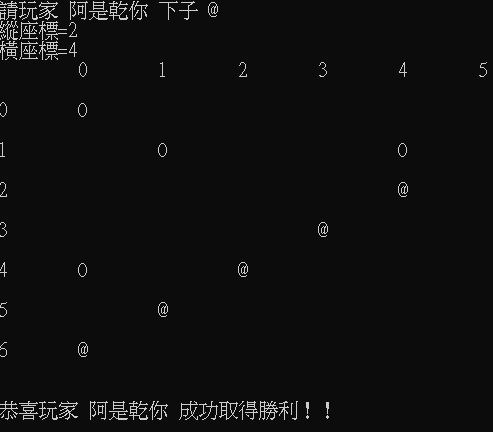 請玩家 阿是乾你 下子 @
縱座標=2
橫座標=4
0 1 2 3 4 5
0 O
1 O O
2 @
3 @
4 O @
5 @
6 @
恭喜玩家 阿是乾你 成功取得勝利！！